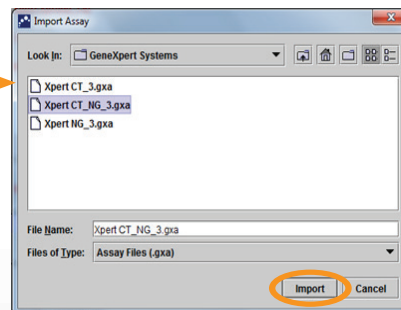 Import Assay
Look In: GeneXpert Systems
Xpert CT_3.gxa
Xpert CT_NG_3.gxa
Xpert NG_3.gxa
File Name: Xpert CT_NG_3.gxa
Files of Type: Assay Files (.gxa)
Import Cancel